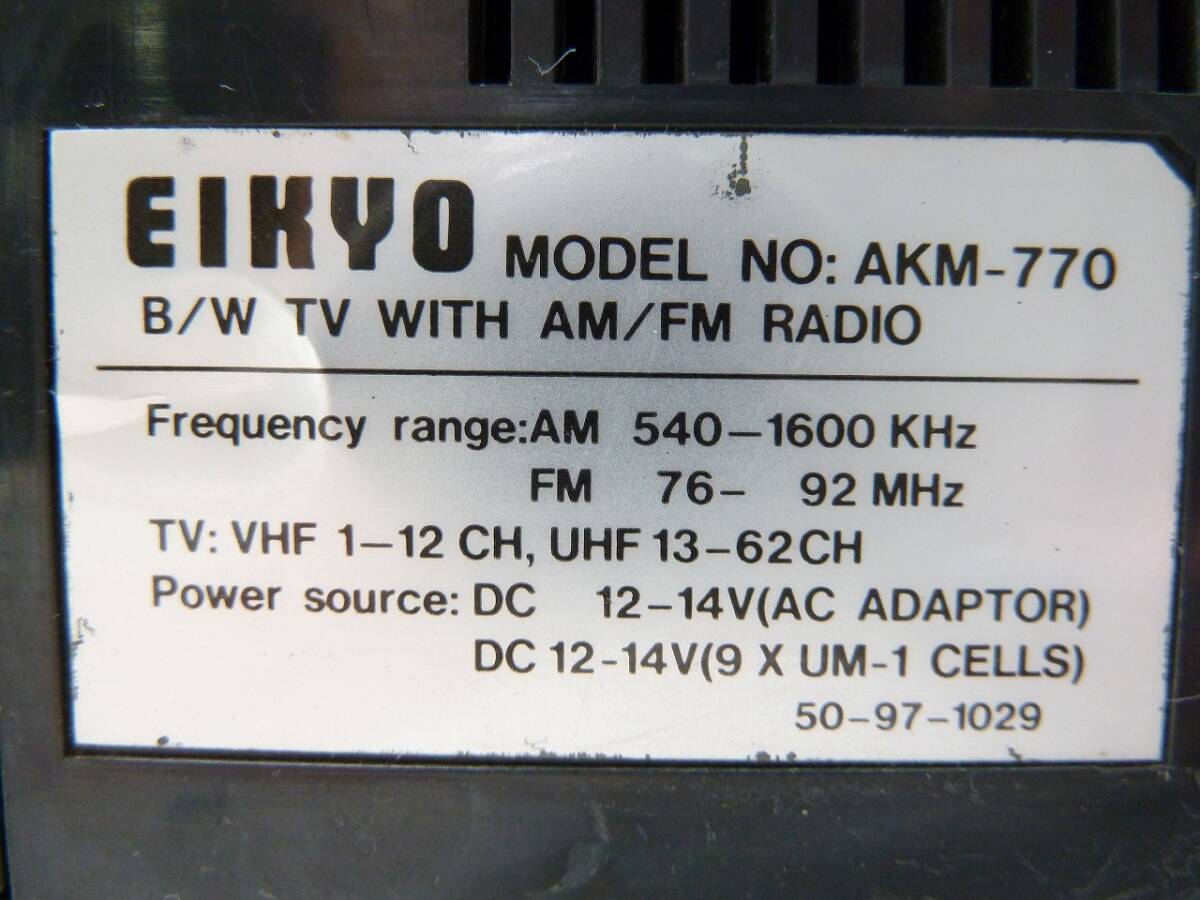 EIKYO MODEL NO: AKM-770
B/W TV WITH AM/FM RADIO
Frequency range:AM 540-1600 KHz
FM 76- 92 MHz
TV: VHF 1-12 CH, UHF 13-62CH
Power source: DC 12-14V(AC ADAPTOR)
DC 12-14V(9 X UM-1 CELLS)
50-97-1029